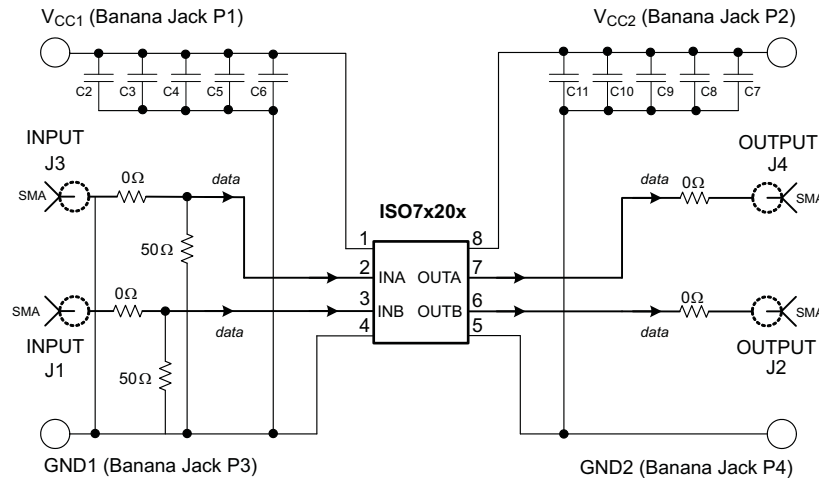 VCC1 (Banana Jack P1)
VCC2 (Banana Jack P2)
C2 C3 C4 C5 C6
C11 C10 C9 C8 C7
INPUT
J3
OUTPUT
J4
0Ω
data
data
0Ω
SMA
SMA
ISO7x20x
50Ω
1
8
2
INA
OUTA
7
3
INB
OUTB
6
4
5
0Ω
data
data
0Ω
SMA
SMA
INPUT
J1
OUTPUT
J2
50Ω
GND1 (Banana Jack P3)
GND2 (Banana Jack P4)